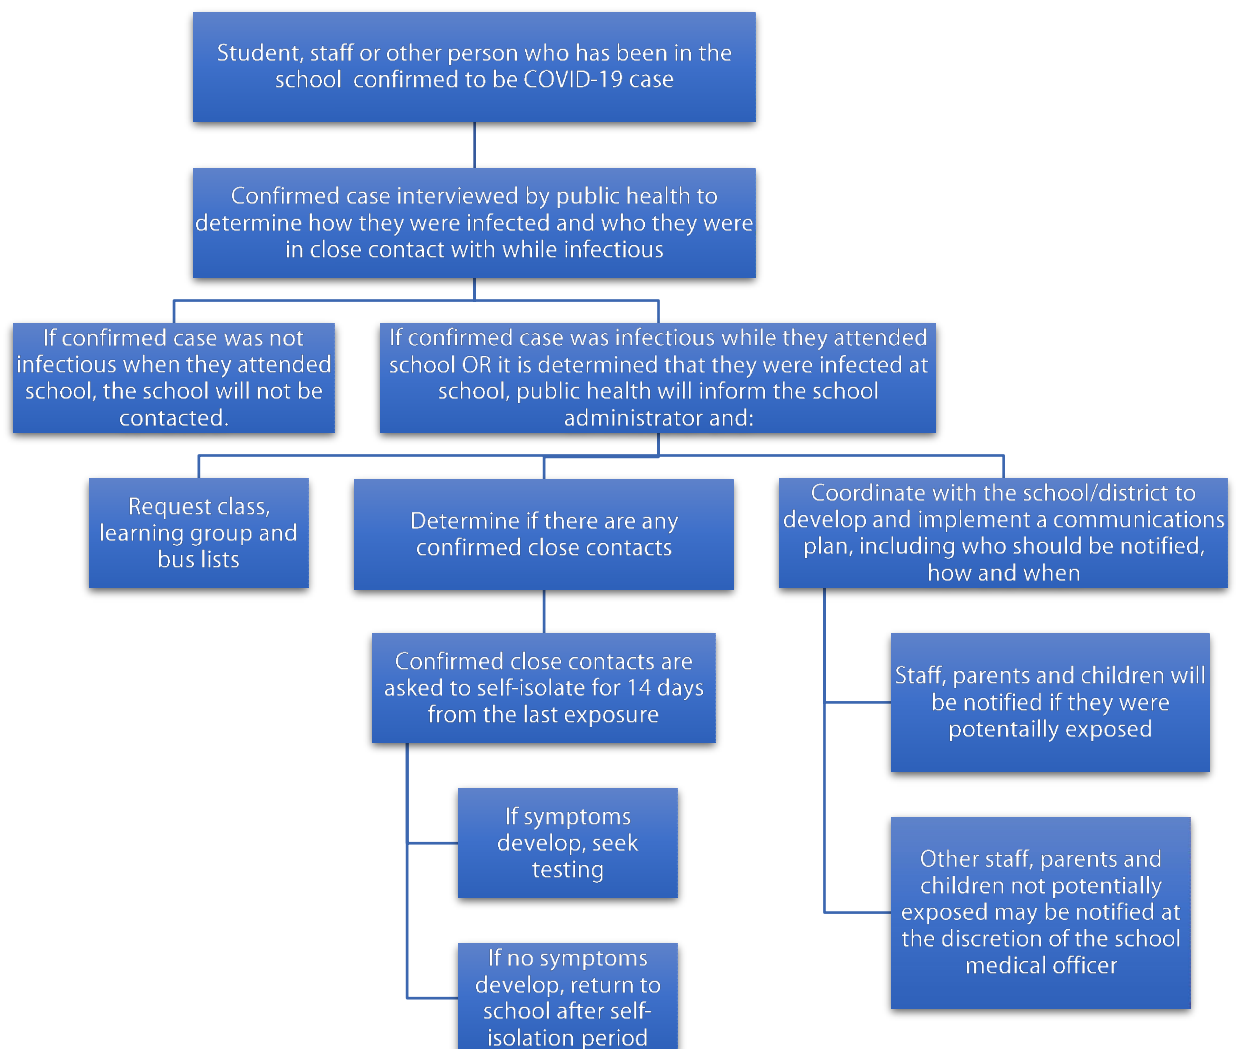 Student, staff or other person who has been in the
school confirmed to be COVID-19 case
Confirmed case interviewed by public health to
determine how they were infected and who they were
in close contact with while infectious
If confirmed case was not
infectious when they attended
school, the school will not be
contacted.
If confirmed case was infectious while they attended
school OR it is determined that they were infected at
school, public health will inform the school
administrator and:
Request class,
learning group and
bus lists
Determine if there are any
confirmed close contacts
Coordinate with the school/district to
develop and implement a communications
plan, including who should be notified,
how and when
Confirmed close contacts are
asked to self-isolate for 14 days
from the last exposure
Staff, parents and children will
be notified if they were
potentailly exposed
If symptoms
develop, seek
testing
Other staff, parents and
children not potentially
exposed may be notified at
the discretion of the school
medical officer
If no symptoms
develop, return to
school after self-
isolation period